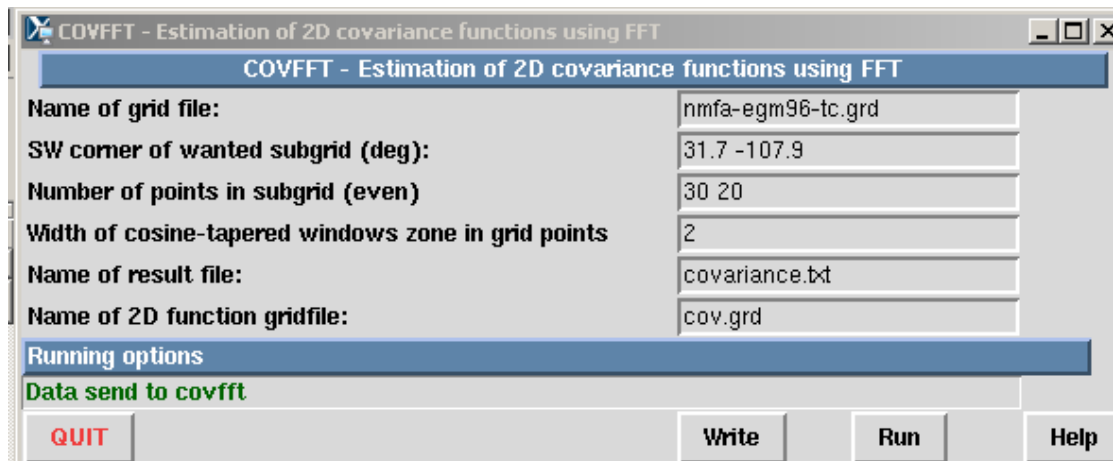 COVFFT - Estimation of 2D covariance functions using FFT
COVFFT - Estimation of 2D covariance functions using FFT
Name of grid file: nmfa-egm96-tc.grd
SW corner of wanted subgrid (deg): 31.7 -107.9
Number of points in subgrid (even) 30 20
Width of cosine-tapered windows zone in grid points 2
Name of result file: covariance.txt
Name of 2D function gridfile: cov.grd
Running options
Data send to covfft
QUIT Write Run Help